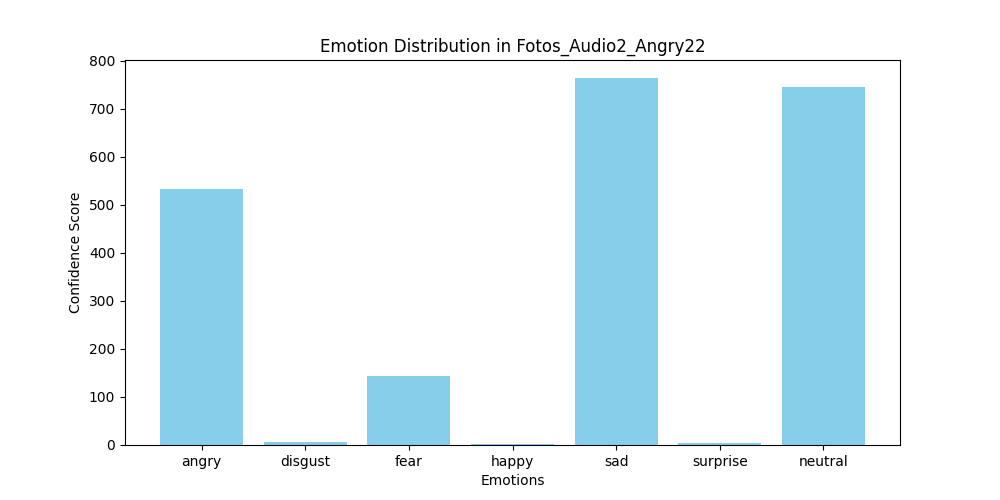 Emotion Distribution in Fotos_Audio2_Angry22
800
700
600
500
400
300
200
100
0
Confidence Score
angry disgust fear happy sad surprise neutral
Emotions